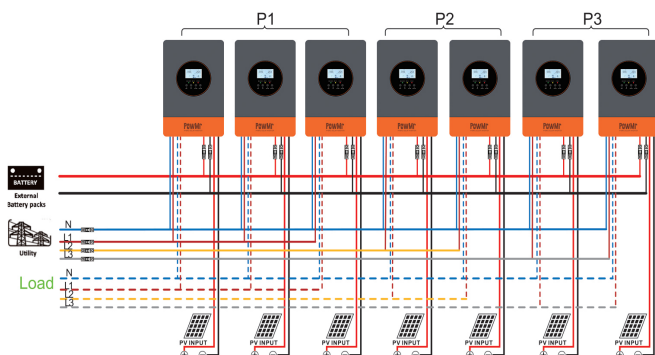 P1 P2 P3
PowMr PowMr PowMr PowMr PowMr PowMr PowMr
BATTERY
External
Battery packs
N
L1
L2
L3
Utility
Load
N
L1
L2
L3
PV INPUT PV INPUT PV INPUT PV INPUT PV INPUT PV INPUT PV INPUT